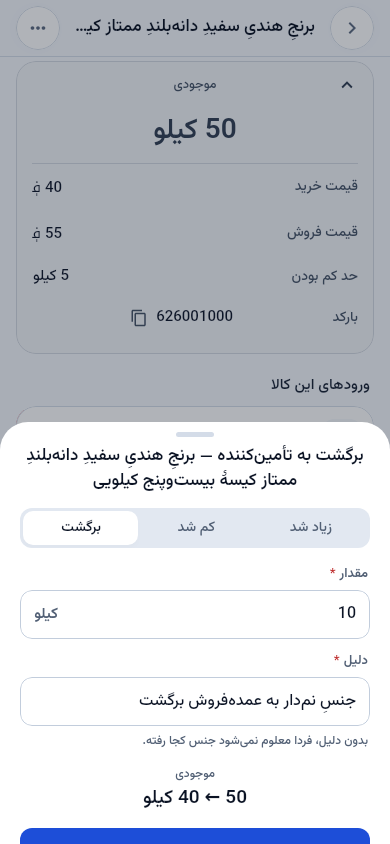 برنجِ هندیِ سفیدِ دانه‌بلندِ ممتاز کیـ...
موجودی
50 کیلو
قیمت خرید
40 ؋
قیمت فروش
55 ؋
حد کم بودن
5 کیلو
بارکد
626001000
ورودهای این کالا
برگشت به تأمین‌کننده — برنجِ هندیِ سفیدِ دانه‌بلندِ
ممتاز کیسهٔ بیست‌وپنج کیلویی
زیاد شد
کم شد
برگشت
مقدار *
10
کیلو
دلیل *
جنسِ نم‌دار به عمده‌فروش برگشت
بدون دلیل، فردا معلوم نمی‌شود جنس کجا رفته.
موجودی
50 ← 40 کیلو